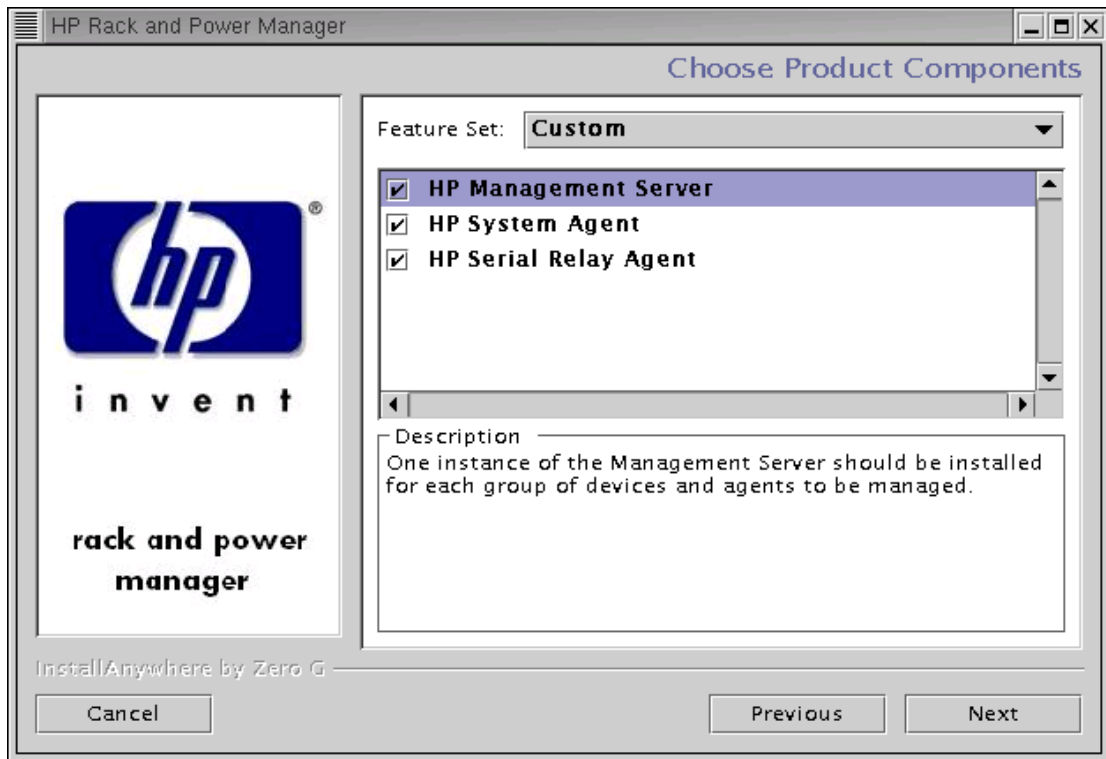 HP Rack and Power Manager
Choose Product Components
hp
®
invent
rack and power
manager
Feature Set: Custom
HP Management Server
HP System Agent
HP Serial Relay Agent
Description
One instance of the Management Server should be installed
for each group of devices and agents to be managed.
InstallAnywhere by Zero G
Cancel
Previous
Next